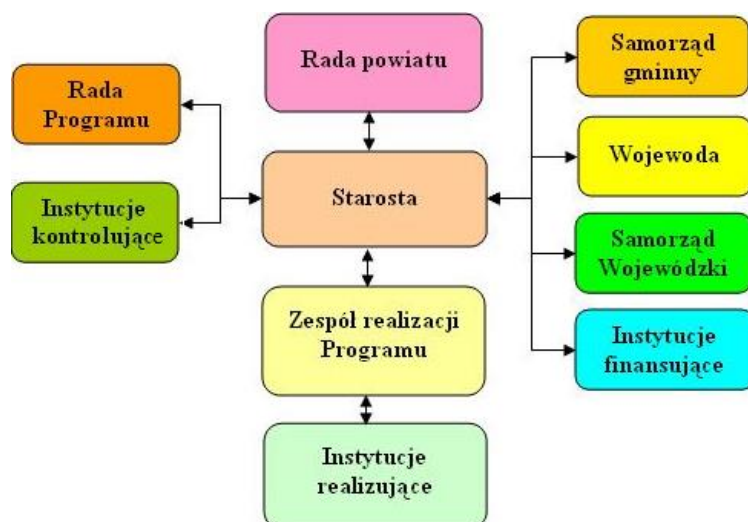 Rada powiatu
Samorząd
gminny
Rada
Programu
Wojewoda
Starosta
Instytucje
kontrolujące
Samorząd
Wojewódzki
Zespół realizacji
Programu
Instytucje
finansujące
Instytucje
realizujące